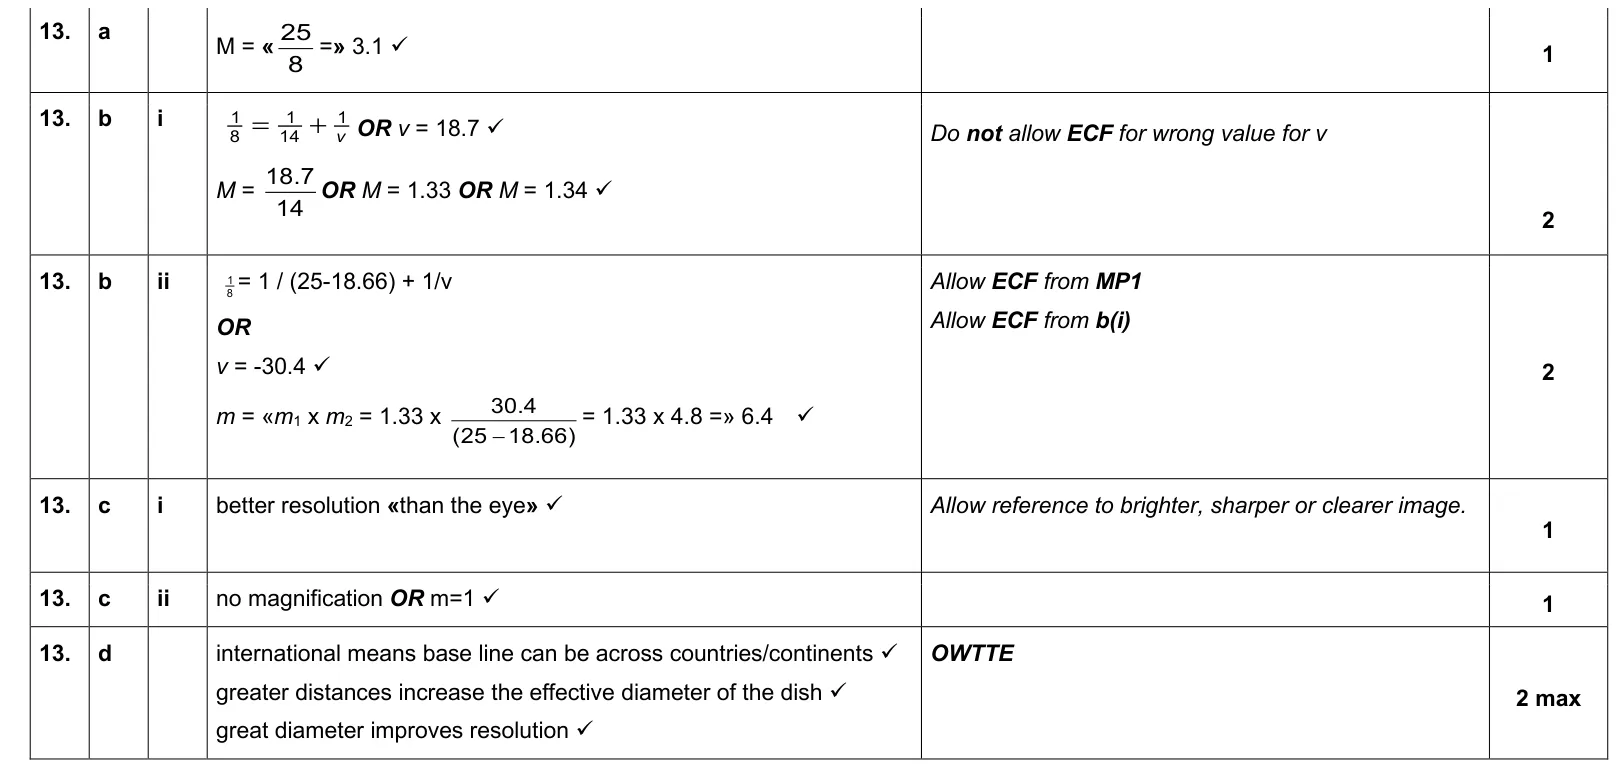 13. a M = «25/8 =» 3.1 ✓ 1
13. b i 1/8 = 1/14 + 1/v OR v = 18.7 ✓ Do not allow ECF for wrong value for v
M = 18.7/14 OR M = 1.33 OR M = 1.34 ✓
2
13. b ii 1/8 = 1 / (25-18.66) + 1/v Allow ECF from MP1
OR Allow ECF from b(i)
v = -30.4 ✓ 2
m = «m₁ x m₂ = 1.33 x 30.4/(25 – 18.66) = 1.33 x 4.8 =» 6.4 ✓
13. c i better resolution «than the eye» ✓ Allow reference to brighter, sharper or clearer image.
1
13. c ii no magnification OR m=1 ✓ 1
13. d international means base line can be across countries/continents ✓ OWTTE
greater distances increase the effective diameter of the dish ✓ 2 max
great diameter improves resolution ✓